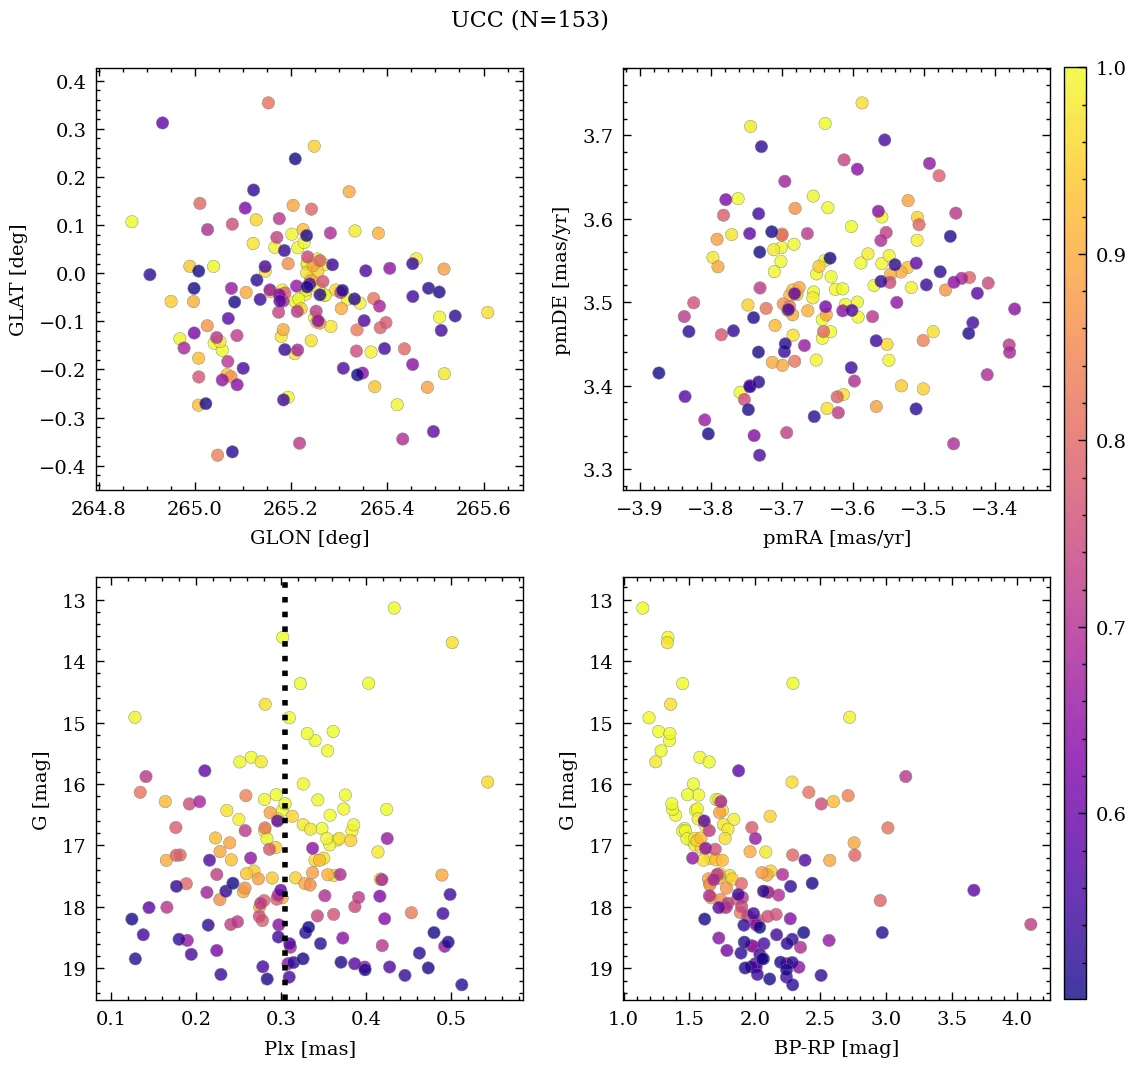 UCC (N=153)
0.4
0.3
0.2
0.1
0.0
−0.1
−0.2
−0.3
−0.4
GLAT [deg]
264.8 265.0 265.2 265.4 265.6
GLON [deg]
3.7
3.6
3.5
3.4
3.3
pmDE [mas/yr]
−3.9 −3.8 −3.7 −3.6 −3.5 −3.4
pmRA [mas/yr]
1.0
0.9
0.8
0.7
0.6
13
14
15
16
17
18
19
G [mag]
0.1 0.2 0.3 0.4 0.5
Plx [mas]
13
14
15
16
17
18
19
G [mag]
1.0 1.5 2.0 2.5 3.0 3.5 4.0
BP-RP [mag]